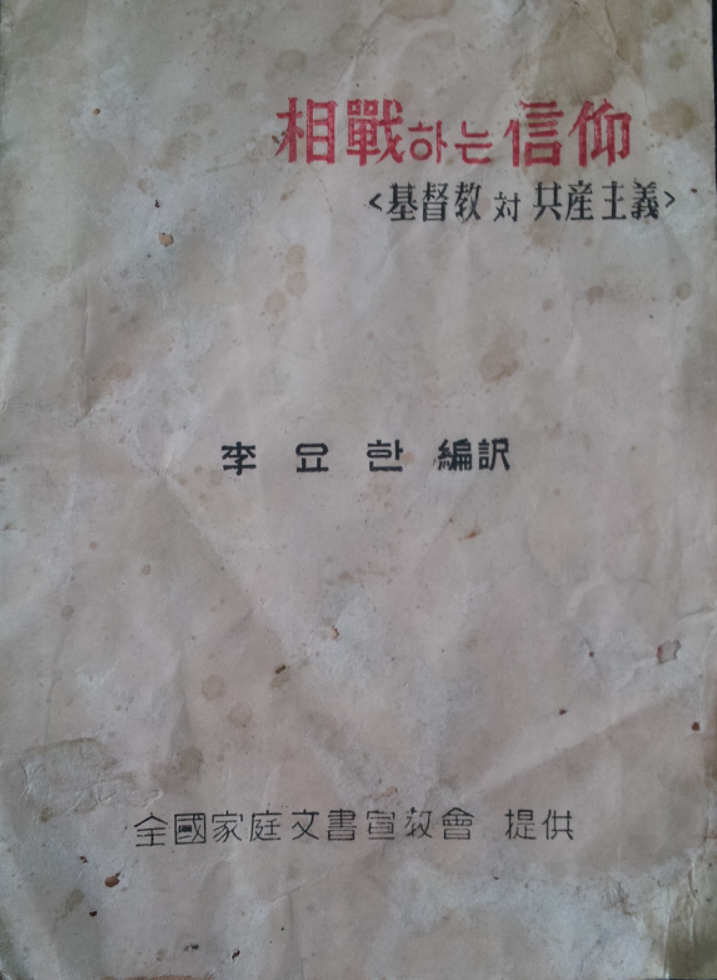 相戰하는 信仰
<基督教 対 共産主義>
李 요 한 編訳
全國家庭文書宣教會 提供